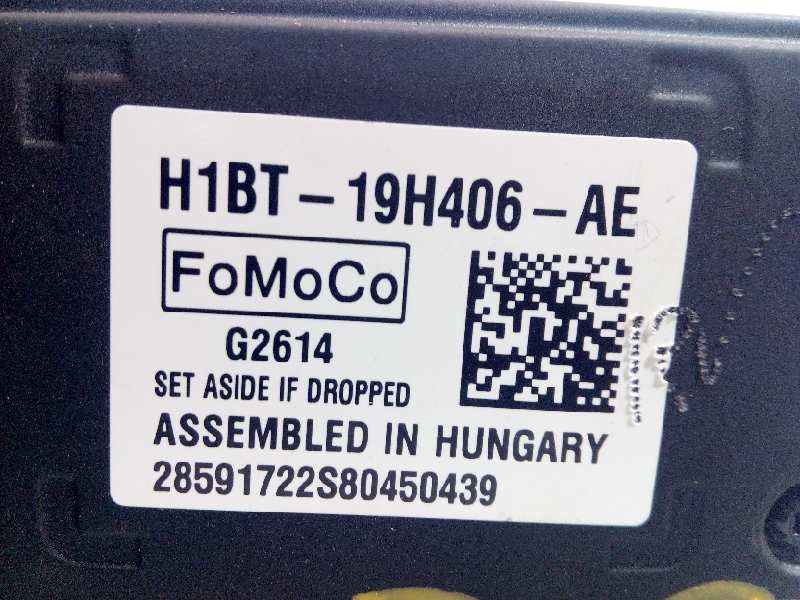 H1BT-19H406-AE
FoMoCo
G2614
SET ASIDE IF DROPPED
ASSEMBLED IN HUNGARY
28591722S80450439